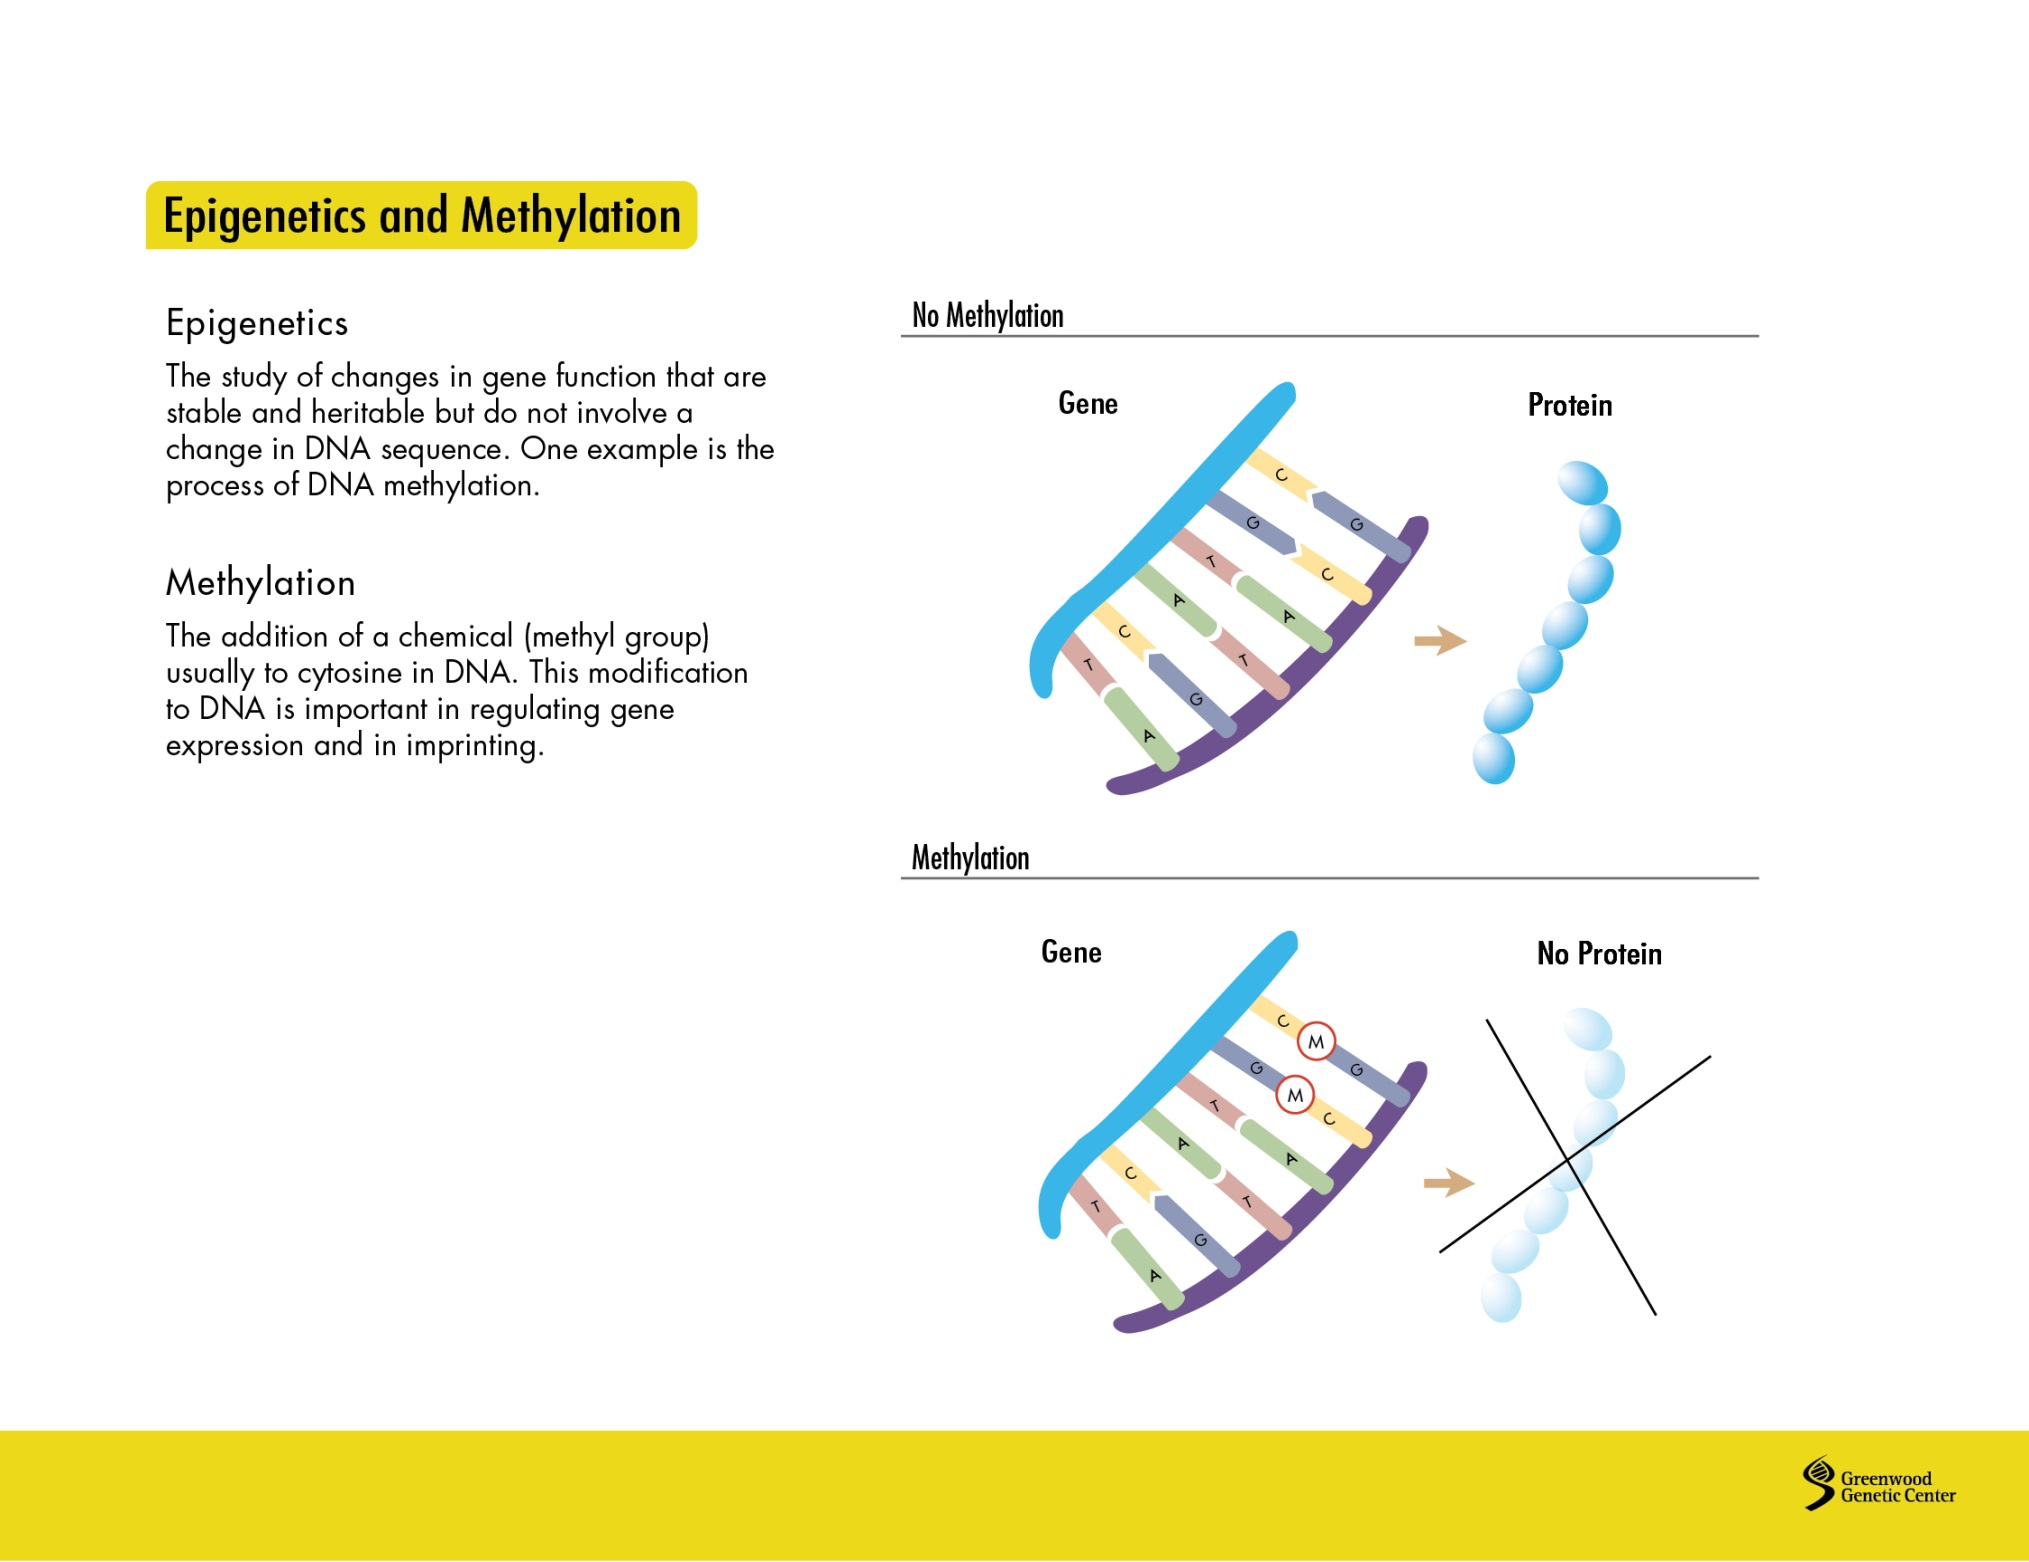 Epigenetics and Methylation
Epigenetics
The study of changes in gene function that are
stable and heritable but do not involve a
change in DNA sequence. One example is the
process of DNA methylation.
Methylation
The addition of a chemical (methyl group)
usually to cytosine in DNA. This modification
to DNA is important in regulating gene
expression and in imprinting.
No Methylation
Gene
Protein
C G
G C
T A
A T
C G
T A
Methylation
Gene
No Protein
C M G
G M C
T A
A T
C G
T A
Greenwood
Genetic Center